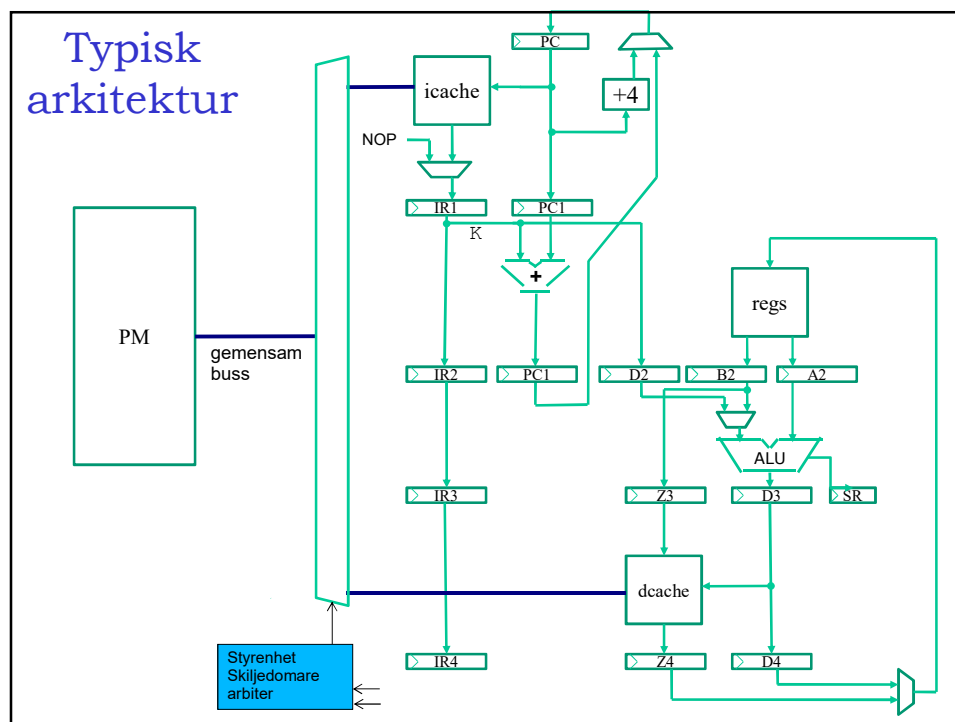 Typisk
arkitektur
PC
icache
+4
NOP
IR1
PC1
K
+
regs
PM
gemensam
buss
IR2
PC1
D2
B2
A2
ALU
IR3
Z3
D3
SR
dcache
Styrenhet
Skiljedomare
arbiter
IR4
Z4
D4